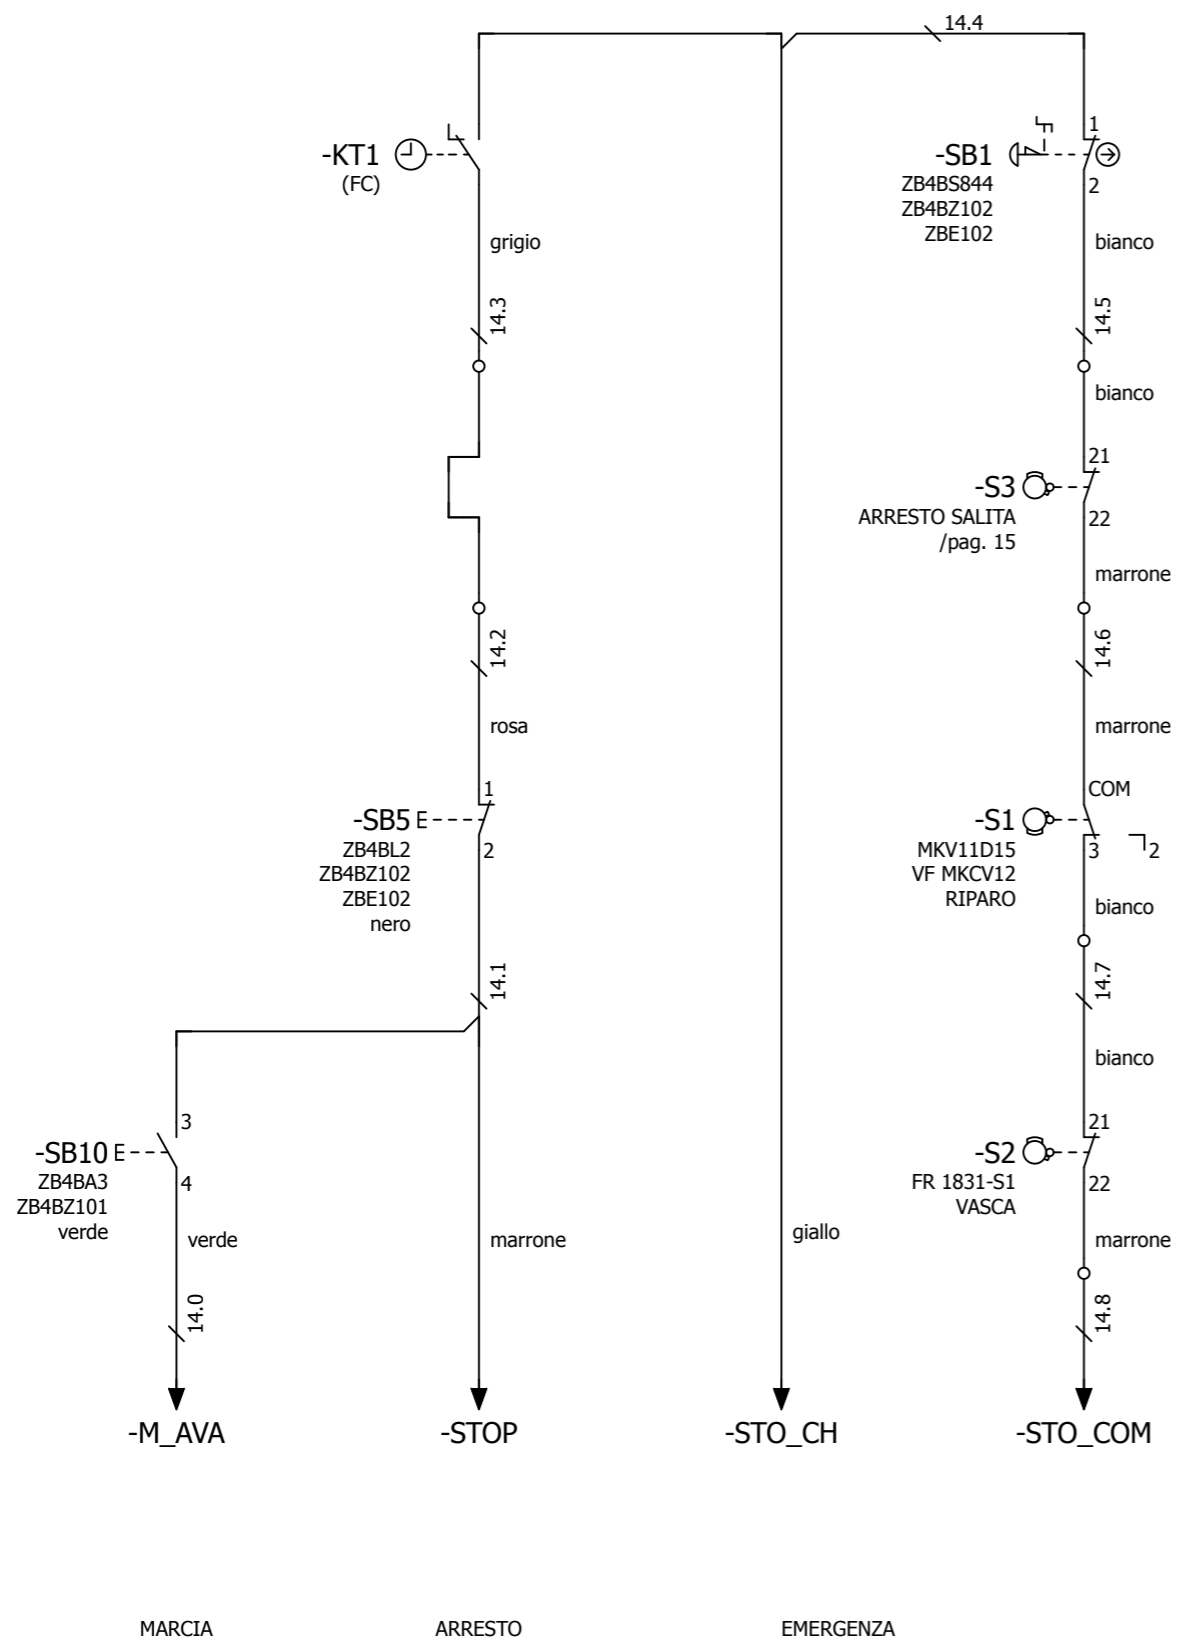 14.4
-KT1
(FC)
grigio
14.3
14.2
rosa
-SB5
1
2
ZB4BL2
ZB4BZ102
ZBE102
nero
14.1
-SB10
3
4
ZB4BA3
ZB4BZ101
verde
verde
14.0
marrone
giallo
-SB1
1
2
ZB4BS844
ZB4BZ102
ZBE102
bianco
14.5
bianco
-S3
21
22
ARRESTO SALITA
/pag. 15
marrone
14.6
marrone
COM
-S1
3
2
MKV11D15
VF MKCV12
RIPARO
bianco
14.7
bianco
-S2
21
22
FR 1831-S1
VASCA
marrone
14.8
-M_AVA
-STOP
-STO_CH
-STO_COM
MARCIA
ARRESTO
EMERGENZA